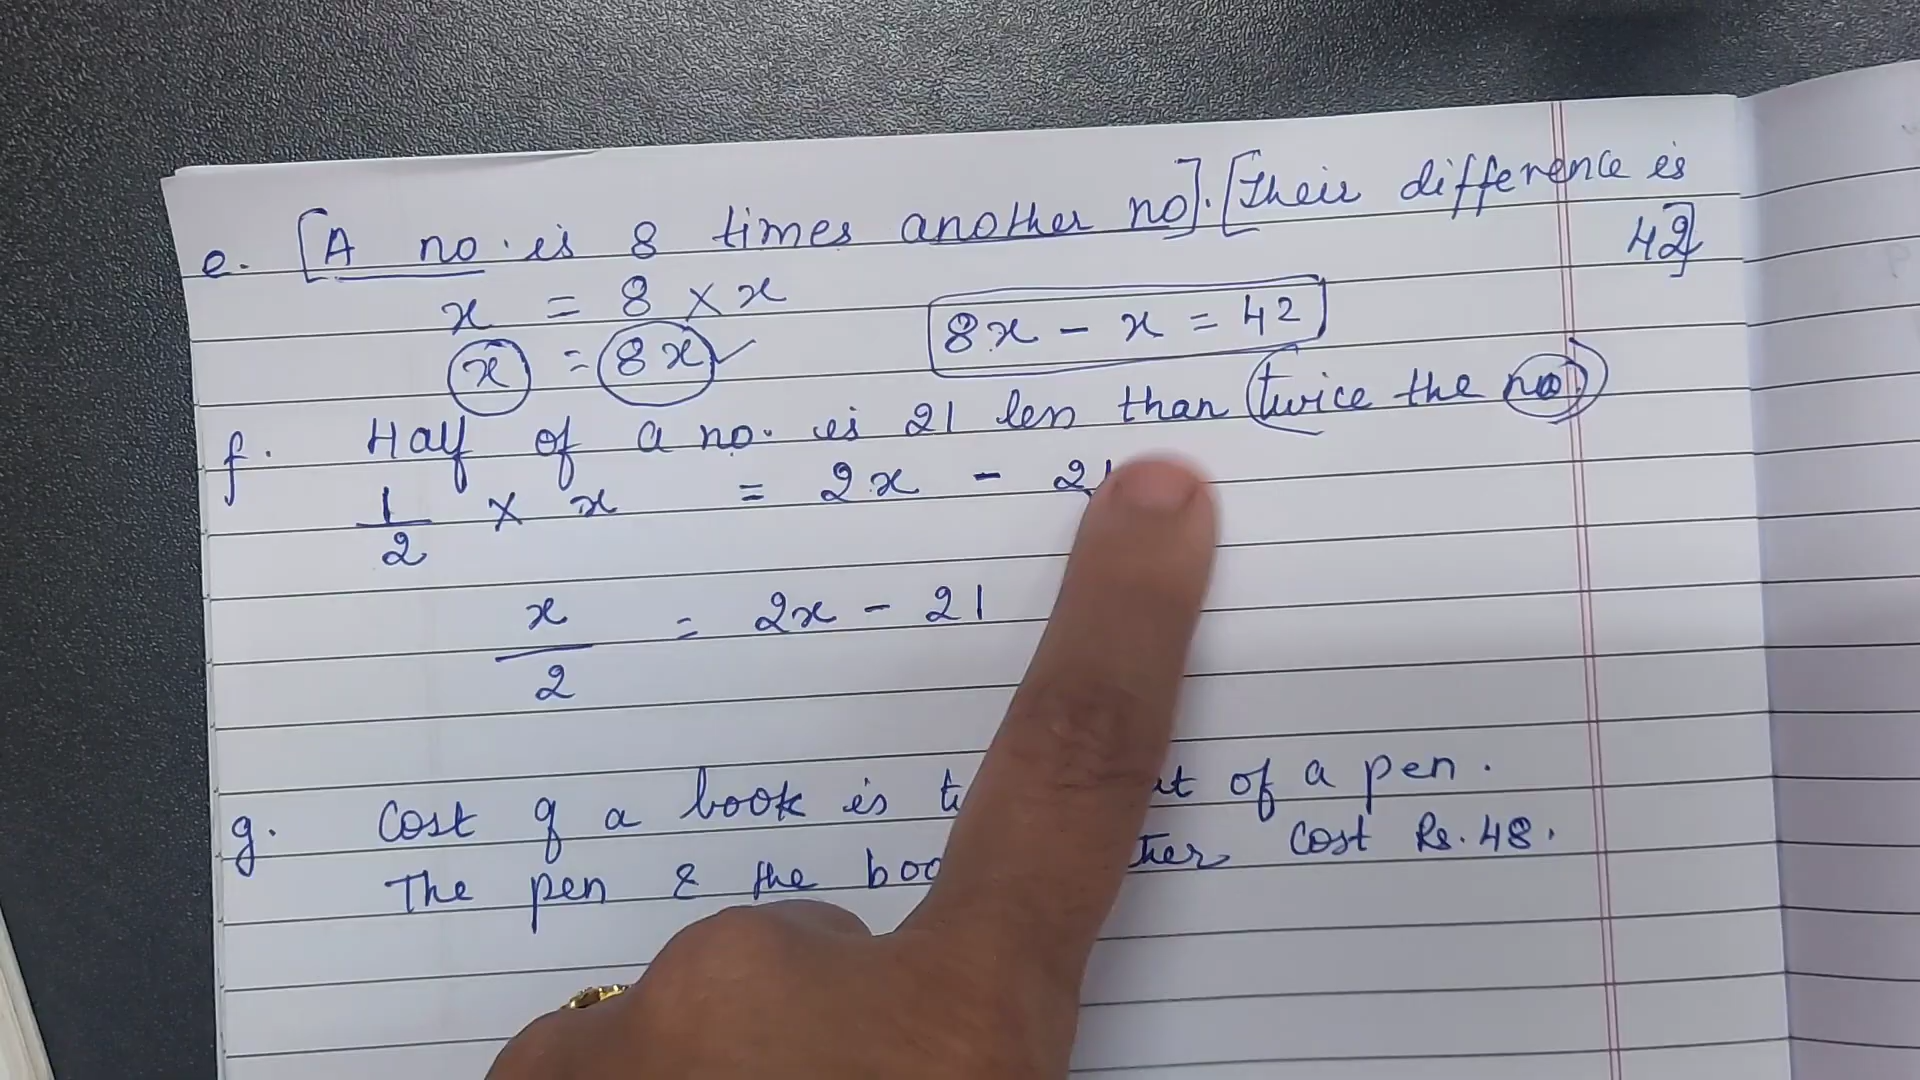 e. [A no. is 8 times another no]. [Their difference is 42]
x = 8 × x
x = 8x ✓
8x - x = 42
f. Half of a no. is 21 less than twice the no
1/2 × x = 2x - 21
x/2 = 2x - 21
g. Cost of a book is of a pen.
The pen & the cost Rs. 48.